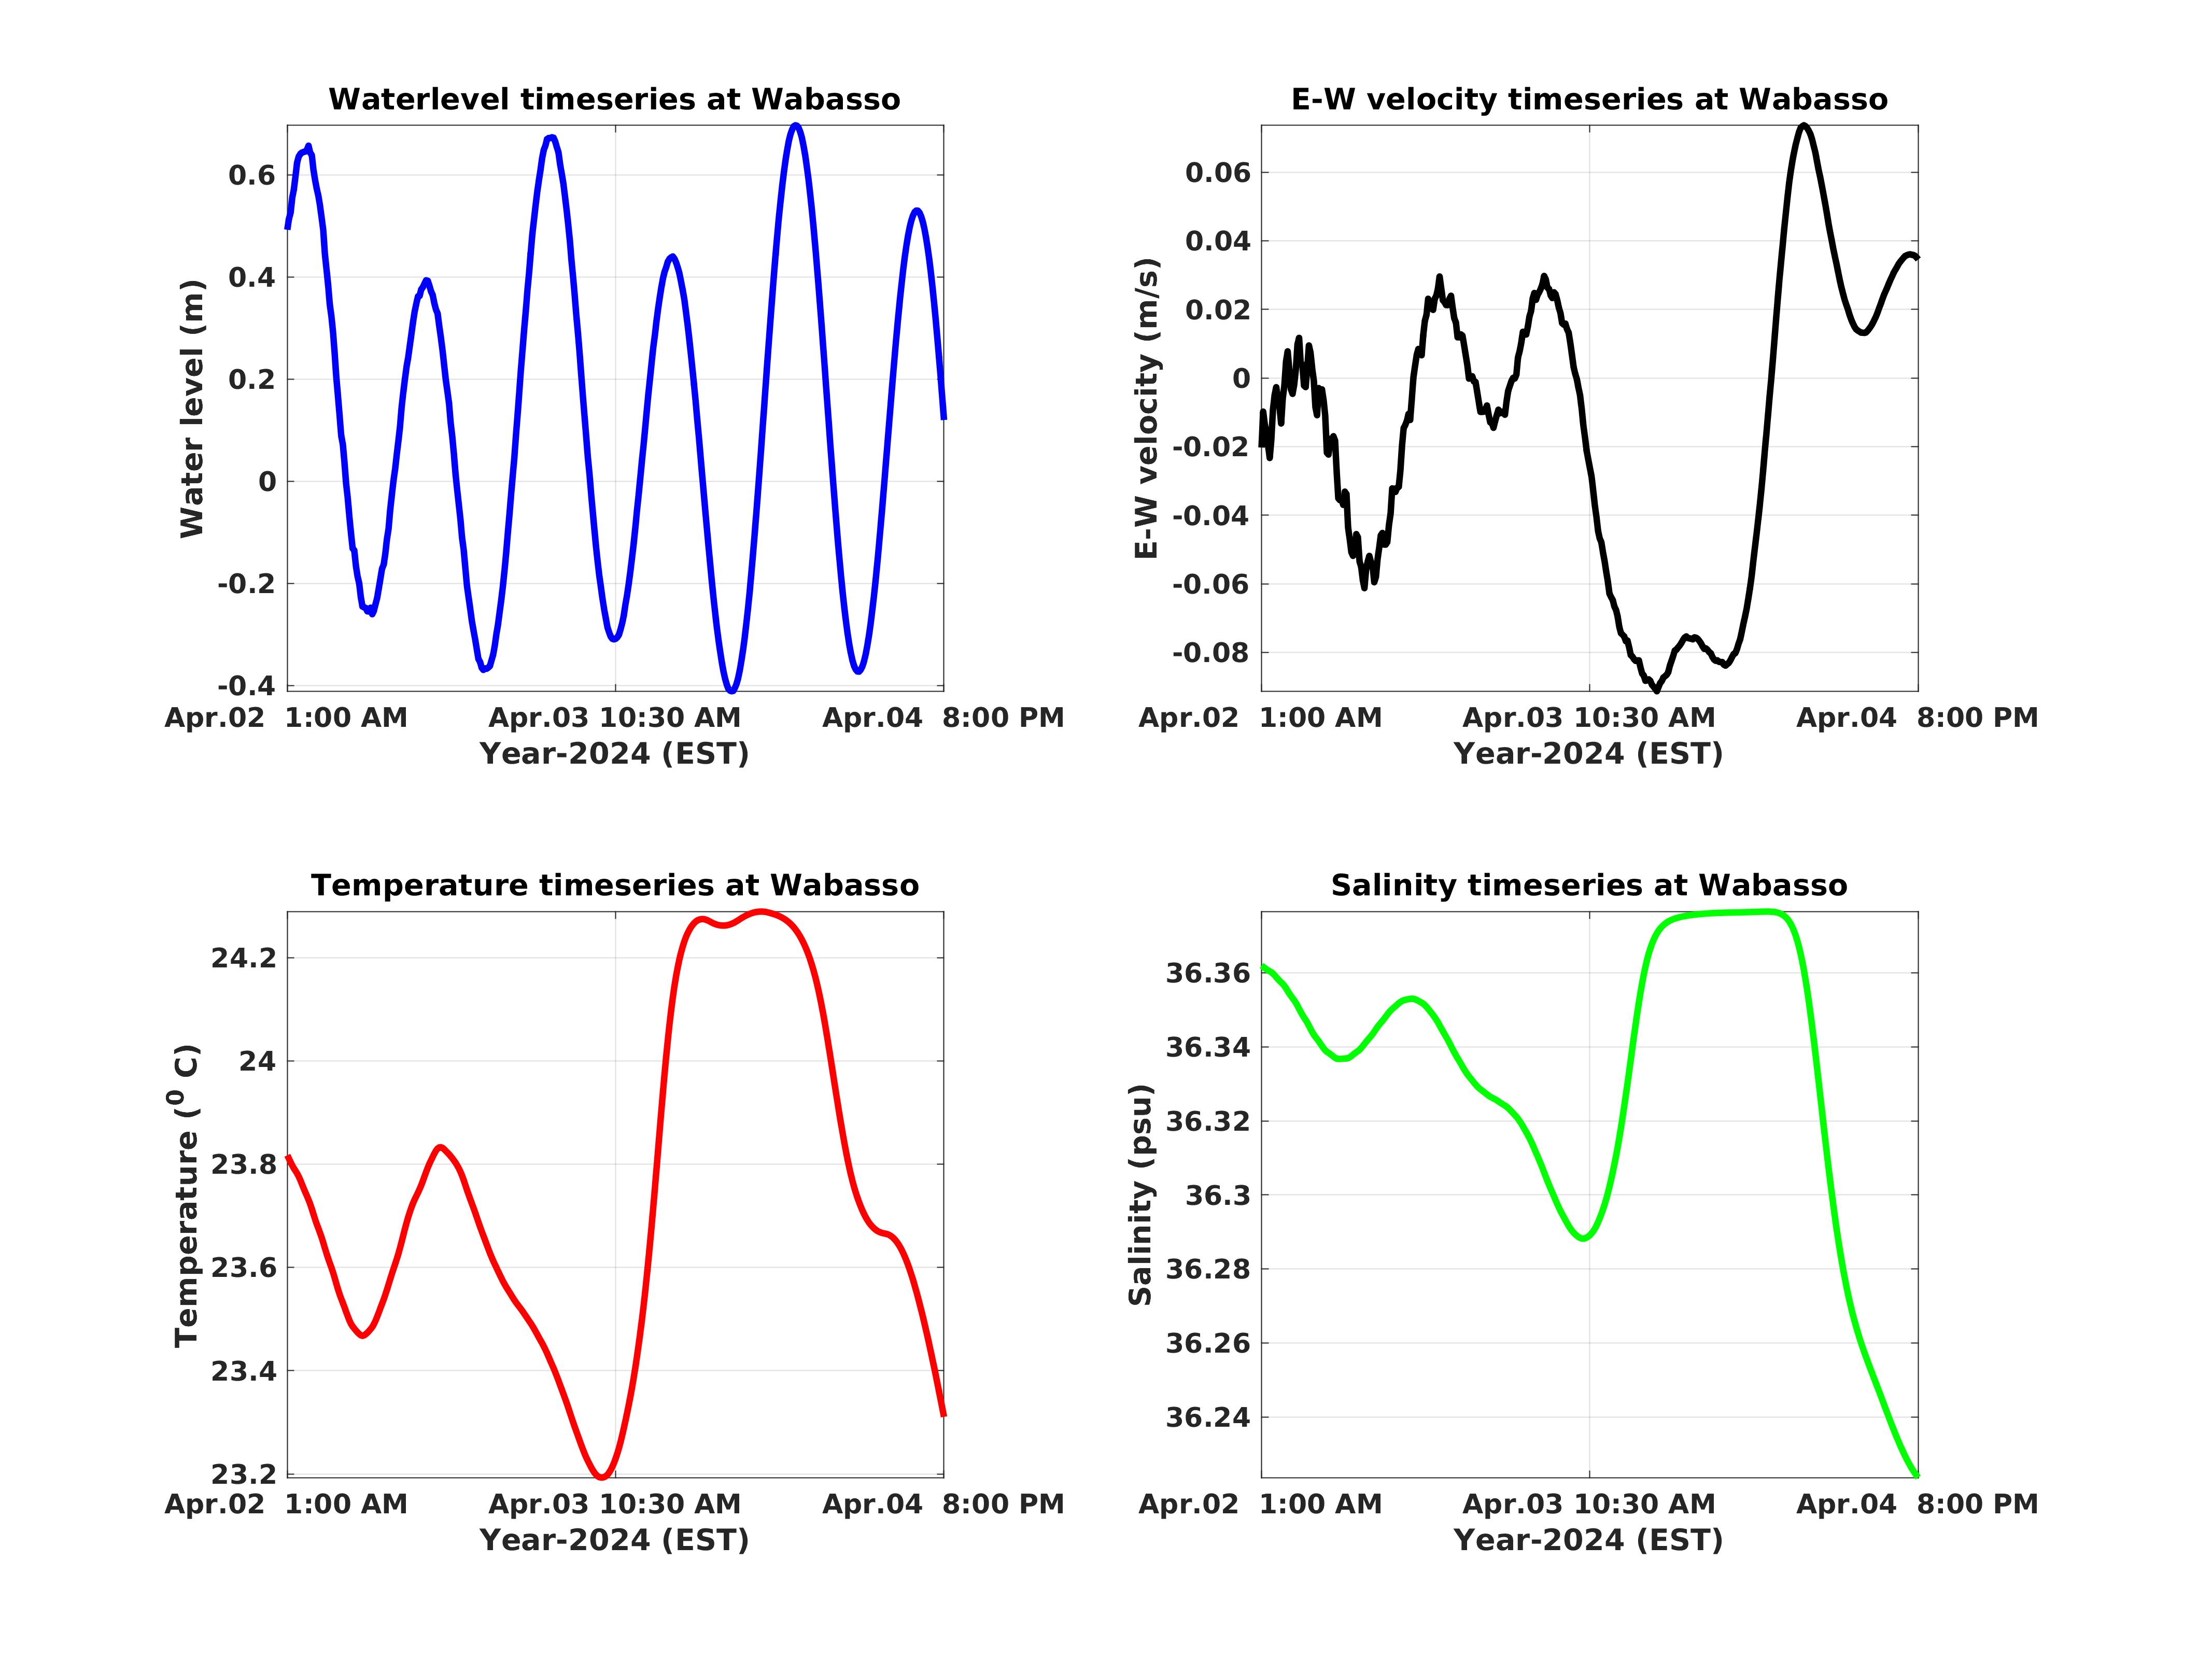 Waterlevel timeseries at Wabasso
0.6
0.4
0.2
0
-0.2
-0.4
Water level (m)
Apr.02 1:00 AM
Apr.03 10:30 AM
Apr.04 8:00 PM
Year-2024 (EST)
E-W velocity timeseries at Wabasso
0.06
0.04
0.02
0
-0.02
-0.04
-0.06
-0.08
E-W velocity (m/s)
Apr.02 1:00 AM
Apr.03 10:30 AM
Apr.04 8:00 PM
Year-2024 (EST)
Temperature timeseries at Wabasso
24.2
24
23.8
23.6
23.4
23.2
Temperature (⁰ C)
Apr.02 1:00 AM
Apr.03 10:30 AM
Apr.04 8:00 PM
Year-2024 (EST)
Salinity timeseries at Wabasso
36.36
36.34
36.32
36.3
36.28
36.26
36.24
Salinity (psu)
Apr.02 1:00 AM
Apr.03 10:30 AM
Apr.04 8:00 PM
Year-2024 (EST)